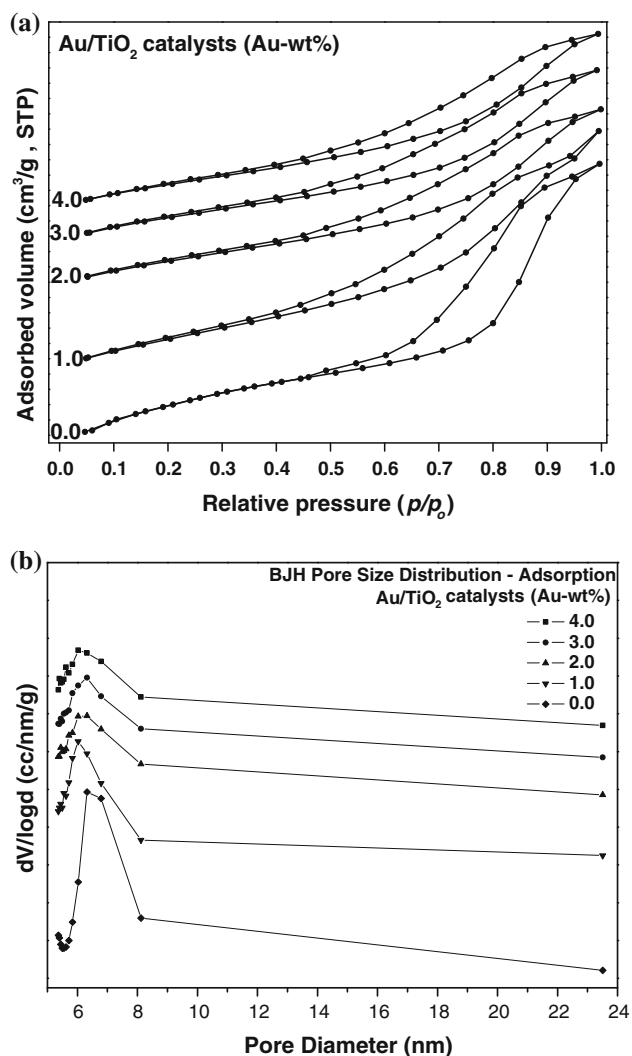 (a)
Au/TiO₂ catalysts (Au-wt%)
Adsorbed volume (cm³/g , STP)
4.0
3.0
2.0
1.0
0.0
0.0 0.1 0.2 0.3 0.4 0.5 0.6 0.7 0.8 0.9 1.0
Relative pressure (p/pₒ)
(b)
BJH Pore Size Distribution - Adsorption
Au/TiO₂ catalysts (Au-wt%)
4.0
3.0
2.0
1.0
0.0
dV/logd (cc/nm/g)
6 8 10 12 14 16 18 20 22 24
Pore Diameter (nm)